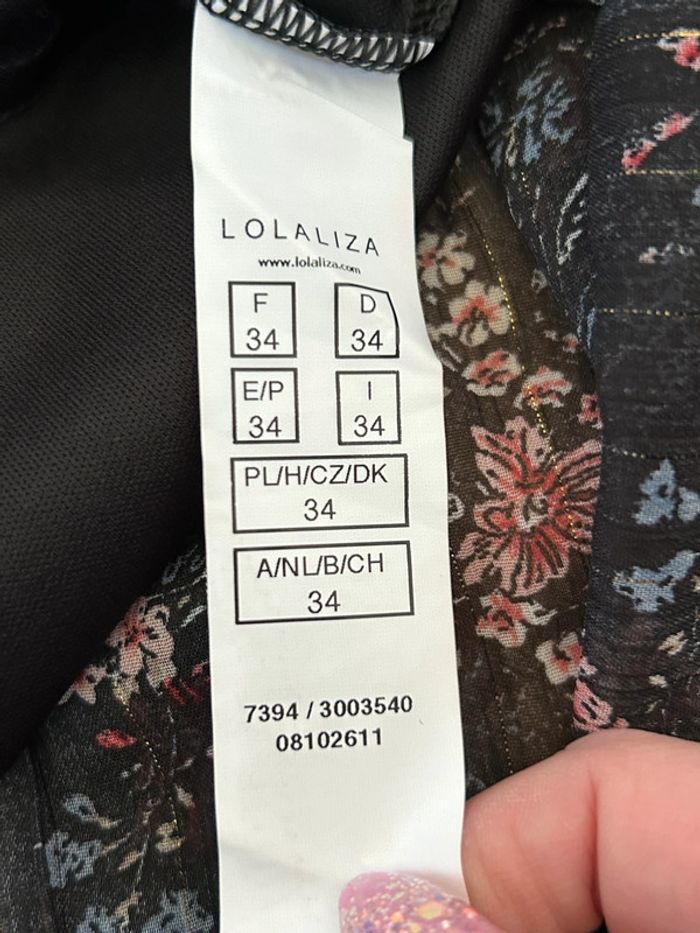 LOLALIZA
www.lolaliza.com
F D
34 34
E/P I
34 34
PL/H/CZ/DK
34
A/NL/B/CH
34
7394 / 3003540
08102611